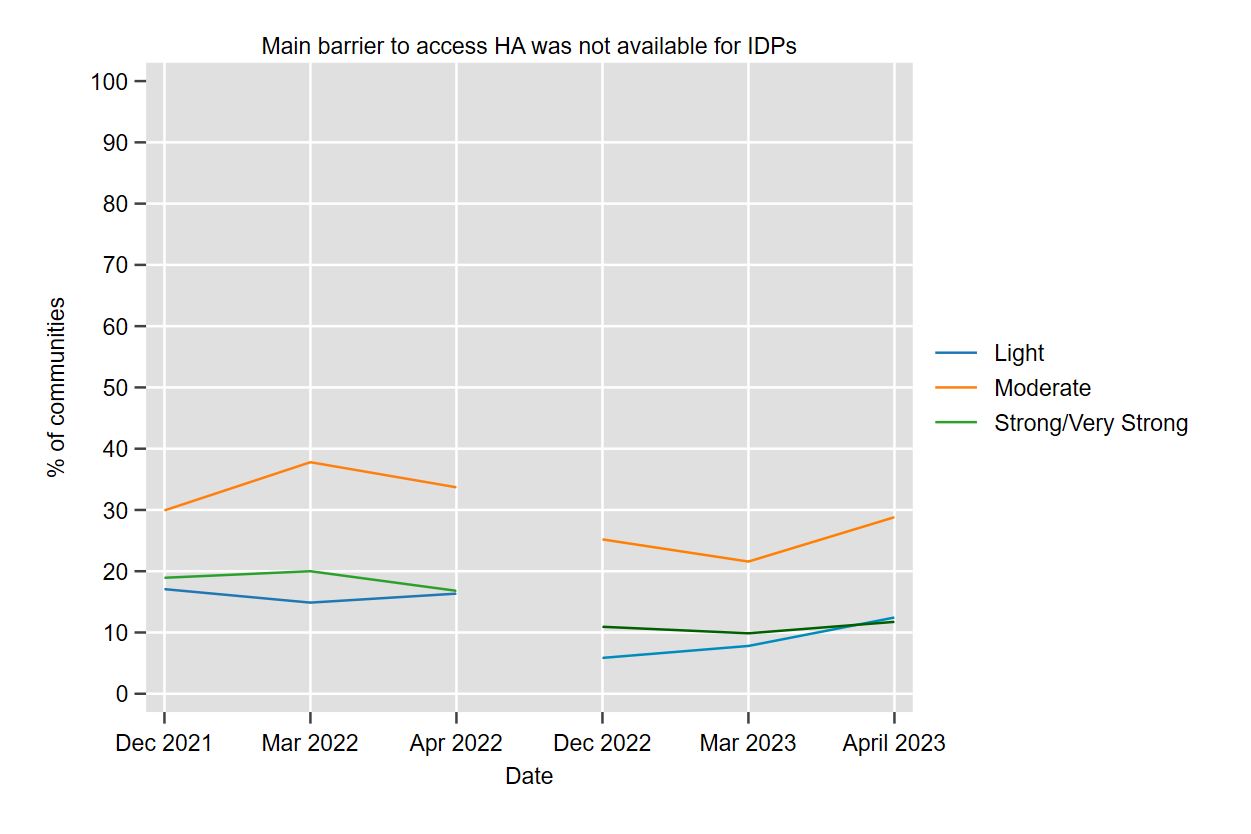 Main barrier to access HA was not available for IDPs
100
90
80
70
60
50
40
30
20
10
0
% of communities
Dec 2021
Mar 2022
Apr 2022
Dec 2022
Mar 2023
April 2023
Date
Light
Moderate
Strong/Very Strong